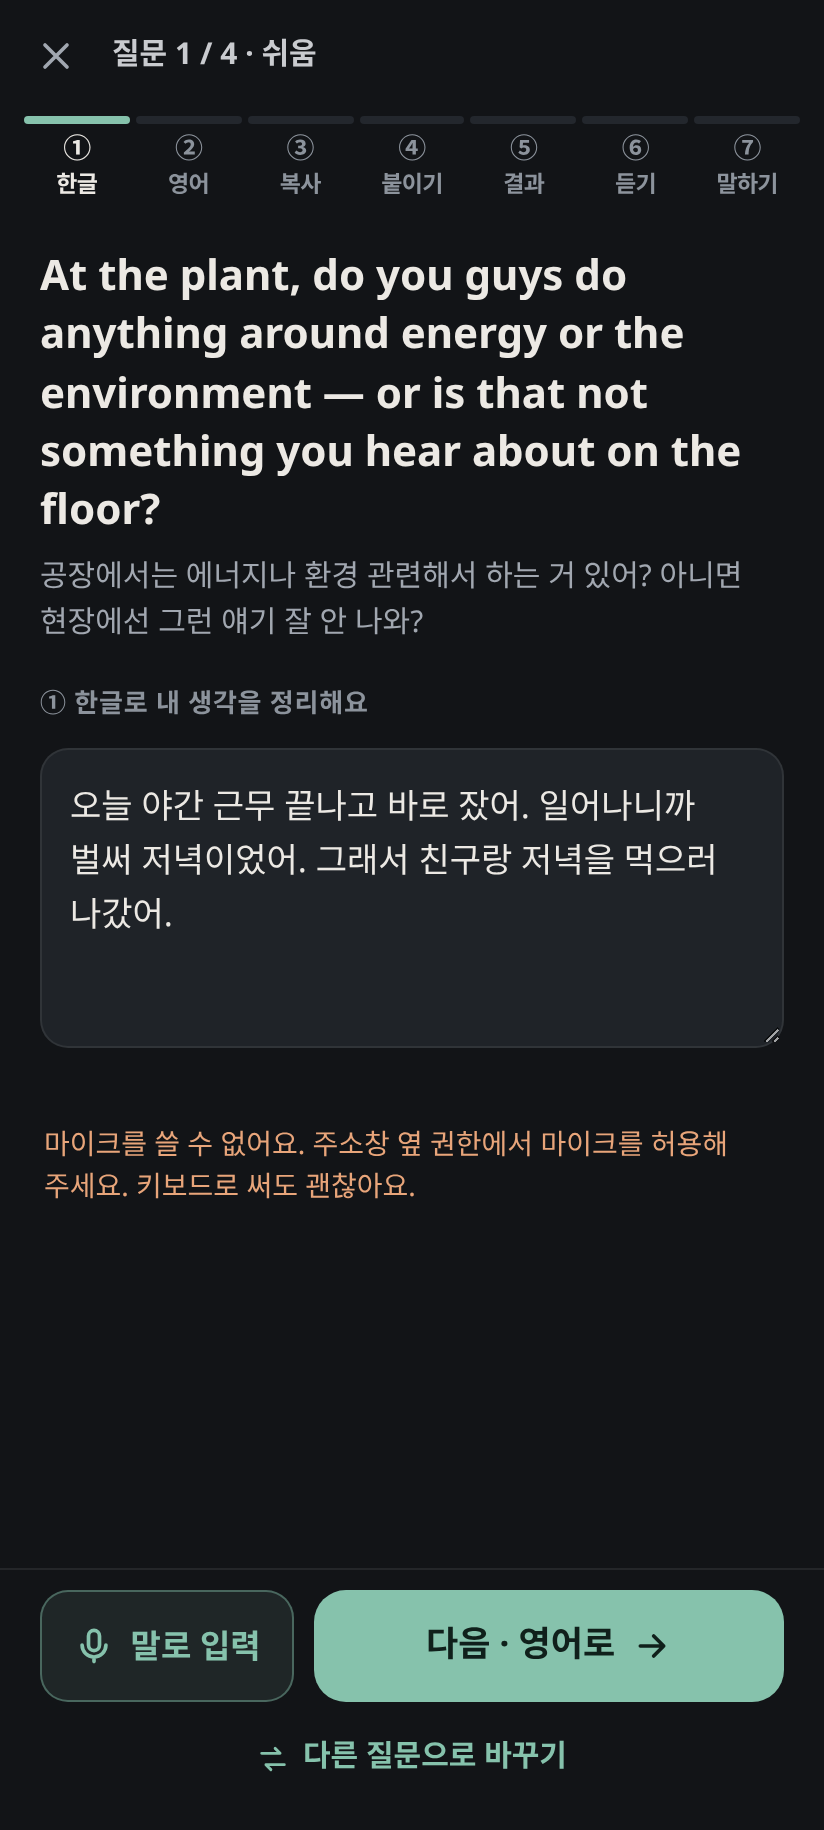 질문 1 / 4 · 쉬움
① ② ③ ④ ⑤ ⑥ ⑦
한글 영어 복사 붙이기 결과 듣기 말하기
At the plant, do you guys do
anything around energy or the
environment — or is that not
something you hear about on the
floor?
공장에서는 에너지나 환경 관련해서 하는 거 있어? 아니면
현장에선 그런 얘기 잘 안 나와?
① 한글로 내 생각을 정리해요
오늘 야간 근무 끝나고 바로 잤어. 일어나니까
벌써 저녁이었어. 그래서 친구랑 저녁을 먹으러
나갔어.
마이크를 쓸 수 없어요. 주소창 옆 권한에서 마이크를 허용해
주세요. 키보드로 써도 괜찮아요.
말로 입력
다음 · 영어로 →
다른 질문으로 바꾸기